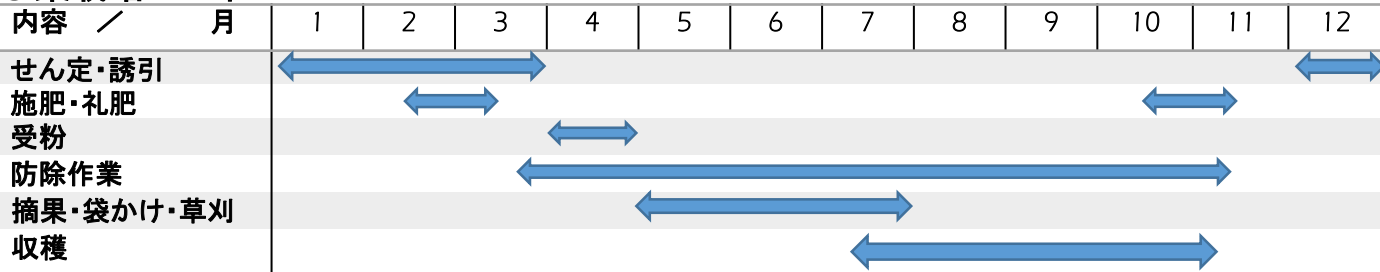 内容 / 月 1 2 3 4 5 6 7 8 9 10 11 12
せん定・誘引
施肥・礼肥
受粉
防除作業
摘果・袋かけ・草刈
収穫